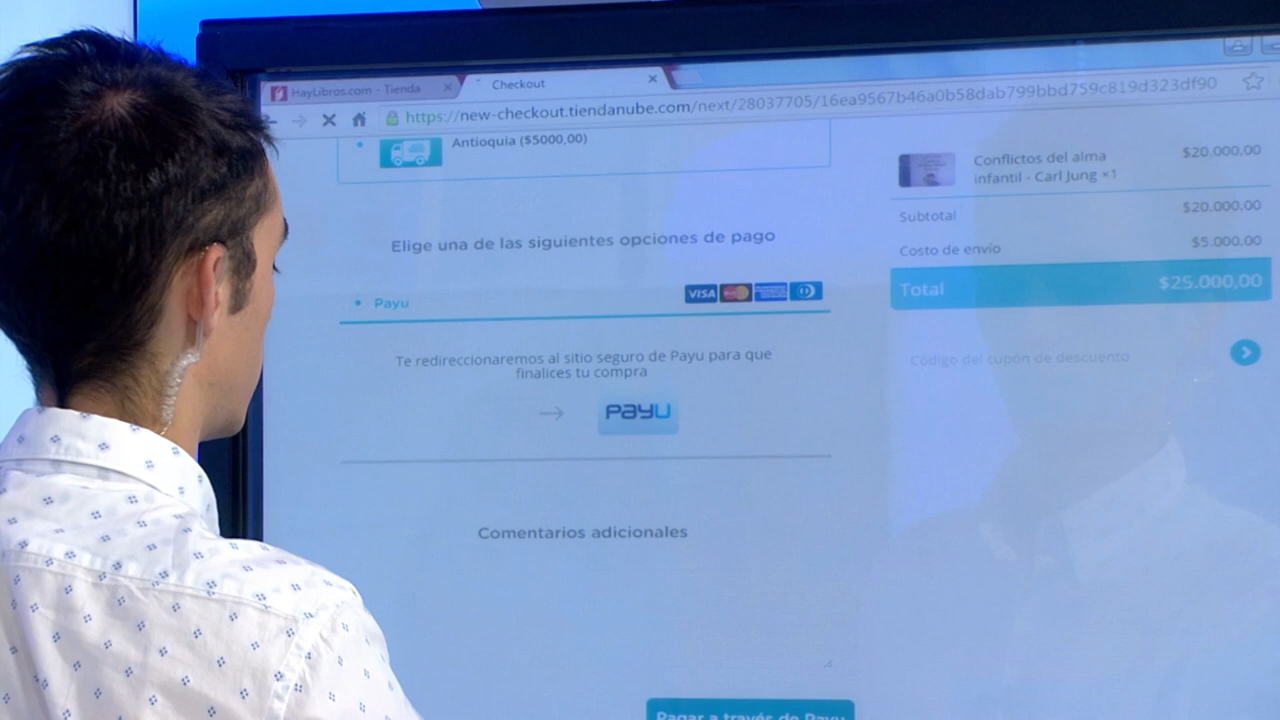 HayLibros.com - Tienda
Checkout
https://new-checkout.tiendanube.com/next/28037705/16ea9567b46a0b58dab799bbd759c819d323df90
Antioquia ($5000,00)
Elige una de las siguientes opciones de pago
Payu
VISA
Te redireccionaremos al sitio seguro de Payu para que
finalices tu compra
PayU
Comentarios adicionales
Pagar a través de Payu
Conflictos del alma
infantil - Carl Jung ×1
$20.000,00
Subtotal
$20.000,00
Costo de envío
$5.000,00
Total
$25.000,00
Código del cupón de descuento